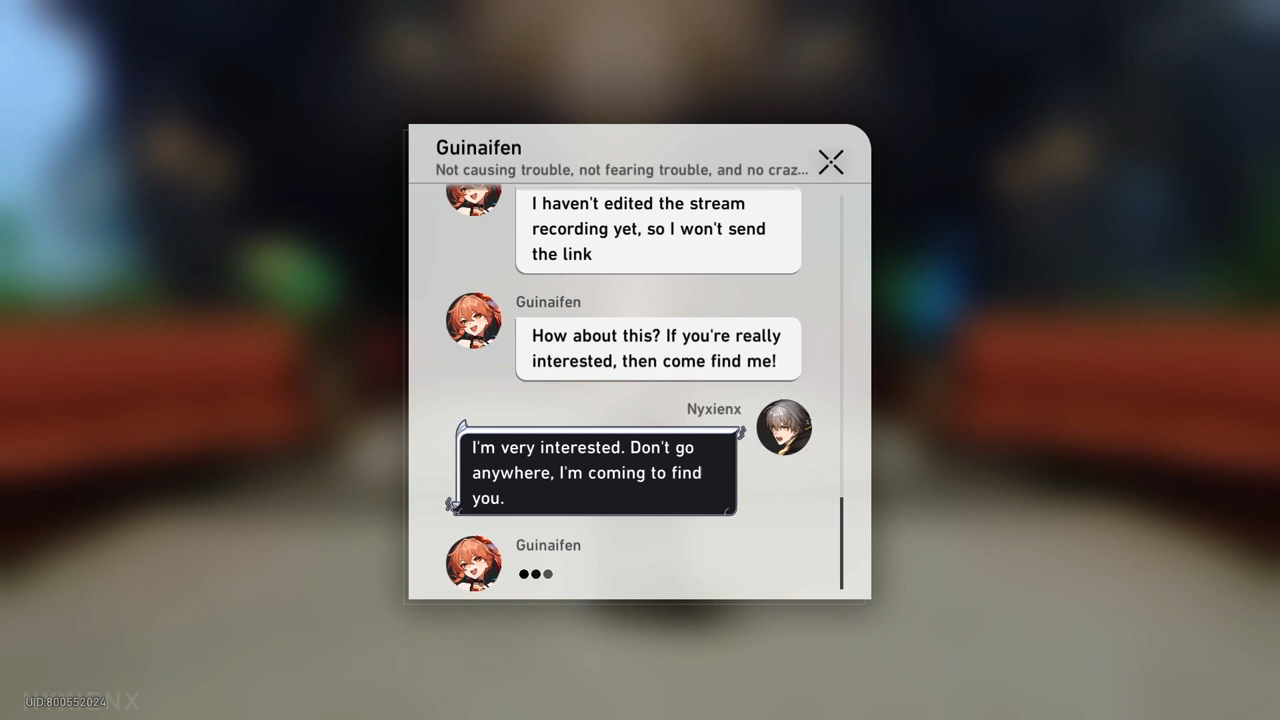 Guinaifen
Not causing trouble, not fearing trouble, and no craz...
I haven't edited the stream
recording yet, so I won't send
the link
Guinaifen
How about this? If you're really
interested, then come find me!
Nyxienx
I'm very interested. Don't go
anywhere, I'm coming to find
you.
Guinaifen
NYXIENX
UID:800552024